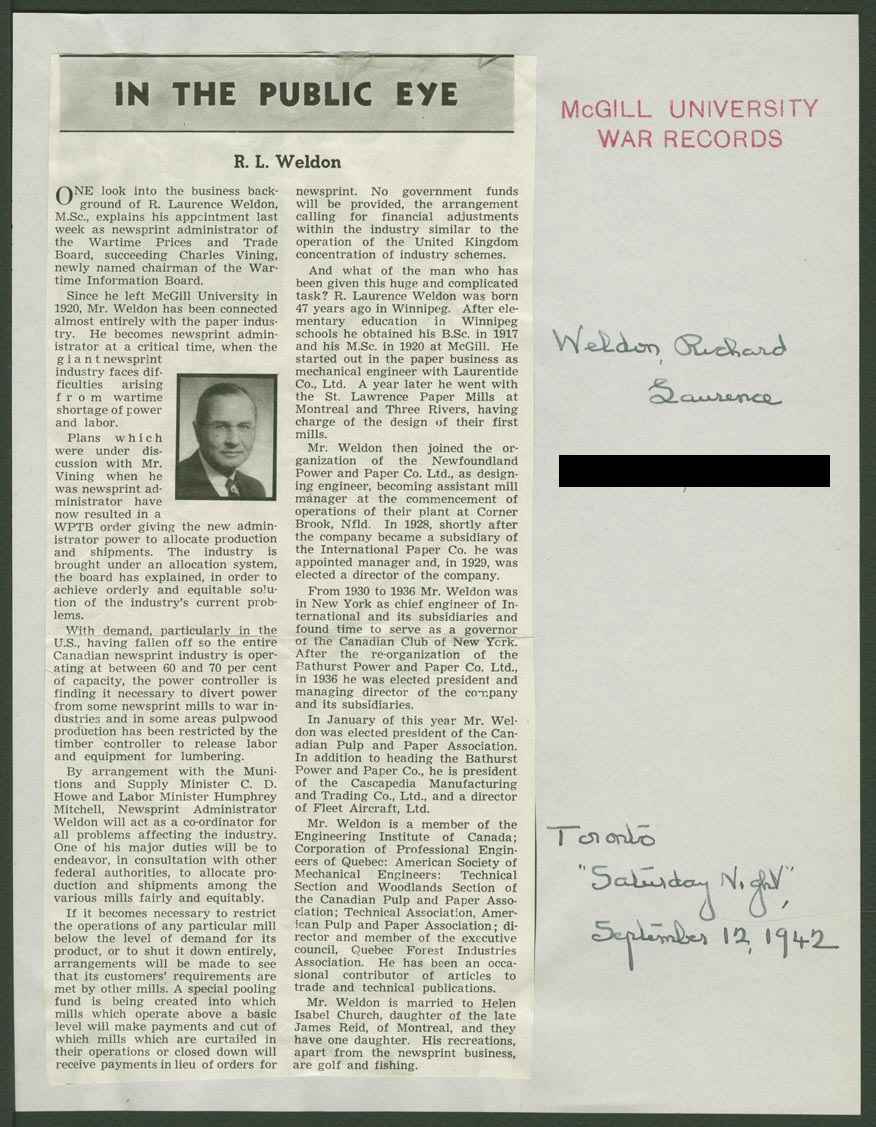 IN THE PUBLIC EYE
R. L. Weldon
ONE look into the business back-
ground of R. Laurence Weldon,
M.Sc., explains his appointment last
week as newsprint administrator of
the Wartime Prices and Trade
Board, succeeding Charles Vining,
newly named chairman of the War-
time Information Board.
Since he left McGill University in
1920, Mr. Weldon has been connected
almost entirely with the paper indus-
try. He becomes newsprint admin-
istrator at a critical time, when the
giant newsprint
industry faces dif-
ficulties arising
from wartime
shortage of power
and labor.
Plans which
were under dis-
cussion with Mr.
Vining when he
was newsprint ad-
ministrator have
now resulted in a
WPTB order giving the new admin-
istrator power to allocate production
and shipments. The industry is
brought under an allocation system,
the board has explained, in order to
achieve orderly and equitable solu-
tion of the industry's current prob-
lems.
With demand, particularly in the
U.S., having fallen off so the entire
Canadian newsprint industry is oper-
ating at between 60 and 70 per cent
of capacity, the power controller is
finding it necessary to divert power
from some newsprint mills to war in-
dustries and in some areas pulpwood
production has been restricted by the
timber controller to release labor
and equipment for lumbering.
By arrangement with the Muni-
tions and Supply Minister C. D.
Howe and Labor Minister Humphrey
Mitchell, Newsprint Administrator
Weldon will act as a co-ordinator for
all problems affecting the industry.
One of his major duties will be to
endeavor, in consultation with other
federal authorities, to allocate pro-
duction and shipments among the
various mills fairly and equitably.
If it becomes necessary to restrict
the operations of any particular mill
below the level of demand for its
product, or to shut it down entirely,
arrangements will be made to see
that its customers' requirements are
met by other mills. A special pooling
fund is being created into which
mills which operate above a basic
level will make payments and out of
which mills which are curtailed in
their operations or closed down will
receive payments in lieu of orders for
newsprint. No government funds
will be provided, the arrangement
calling for financial adjustments
within the industry similar to the
operation of the United Kingdom
concentration of industry schemes.
And what of the man who has
been given this huge and complicated
task? R. Laurence Weldon was born
47 years ago in Winnipeg. After ele-
mentary education in Winnipeg
schools he obtained his B.Sc. in 1917
and his M.Sc. in 1920 at McGill. He
started out in the paper business as
mechanical engineer with Laurentide
Co., Ltd. A year later he went with
the St. Lawrence Paper Mills at
Montreal and Three Rivers, having
charge of the design of their first
mills.
Mr. Weldon then joined the or-
ganization of the Newfoundland
Power and Paper Co. Ltd., as design-
ing engineer, becoming assistant mill
manager at the commencement of
operations of their plant at Corner
Brook, Nfld. In 1928, shortly after
the company became a subsidiary of
the International Paper Co. he was
appointed manager and, in 1929, was
elected a director of the company.
From 1930 to 1936 Mr. Weldon was
in New York as chief engineer of In-
ternational and its subsidiaries and
found time to serve as a governor
of the Canadian Club of New York.
After the re-organization of the
Bathurst Power and Paper Co. Ltd.,
in 1936 he was elected president and
managing director of the company
and its subsidiaries.
In January of this year Mr. Wel-
don was elected president of the Can-
adian Pulp and Paper Association.
In addition to heading the Bathurst
Power and Paper Co., he is president
of the Cascapedia Manufacturing
and Trading Co., Ltd., and a director
of Fleet Aircraft, Ltd.
Mr. Weldon is a member of the
Engineering Institute of Canada;
Corporation of Professional Engin-
eers of Quebec: American Society of
Mechanical Engineers: Technical
Section and Woodlands Section of
the Canadian Pulp and Paper Asso-
ciation; Technical Association, Amer-
ican Pulp and Paper Association; di-
rector and member of the executive
council, Quebec Forest Industries
Association. He has been an occa-
sional contributor of articles to
trade and technical publications.
Mr. Weldon is married to Helen
Isabel Church, daughter of the late
James Reid, of Montreal, and they
have one daughter. His recreations,
apart from the newsprint business,
are golf and fishing.
McGILL UNIVERSITY
WAR RECORDS
Weldon, Richard
Laurence
Toronto
"Saturday Night",
September 12, 1942